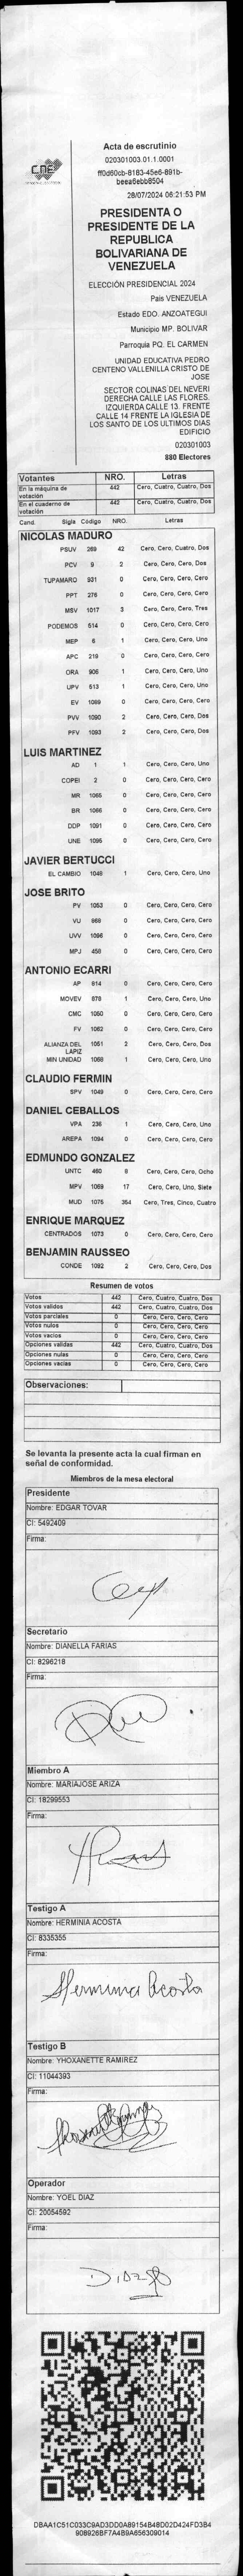 CNE
Acta de escrutinio
020301003.01.1.0001
ff0d60cb-8183-45e6-891b-
beea6ebb8504
28/07/2024 06:21:53 PM
PRESIDENTA O
PRESIDENTE DE LA
REPUBLICA
BOLIVARIANA DE
VENEZUELA
ELECCIÓN PRESIDENCIAL 2024
País VENEZUELA
Estado EDO. ANZOATEGUI
Municipio MP. BOLIVAR
Parroquia PQ. EL CARMEN
UNIDAD EDUCATIVA PEDRO
CENTENO VALLENILLA CRISTO DE
JOSE
SECTOR COLINAS DEL NEVERI
DERECHA CALLE LAS FLORES.
IZQUIERDA CALLE 13. FRENTE
CALLE 14 FRENTE LA IGLESIA DE
LOS SANTO DE LOS ULTIMOS DIAS
EDIFICIO
020301003
880 Electores
Votantes NRO. Letras
En la máquina de votación 442 Cero, Cuatro, Cuatro, Dos
En el cuaderno de votación 442 Cero, Cuatro, Cuatro, Dos
Cand. Sigla Código NRO. Letras
NICOLAS MADURO
PSUV 269 42 Cero, Cero, Cuatro, Dos
PCV 9 2 Cero, Cero, Cero, Dos
TUPAMARO 931 0 Cero, Cero, Cero, Cero
PPT 276 0 Cero, Cero, Cero, Cero
MSV 1017 3 Cero, Cero, Cero, Tres
PODEMOS 514 0 Cero, Cero, Cero, Cero
MEP 6 1 Cero, Cero, Cero, Uno
APC 219 0 Cero, Cero, Cero, Cero
ORA 906 1 Cero, Cero, Cero, Uno
UPV 613 1 Cero, Cero, Cero, Uno
EV 1089 0 Cero, Cero, Cero, Cero
PVV 1090 2 Cero, Cero, Cero, Dos
PFV 1093 2 Cero, Cero, Cero, Dos
LUIS MARTINEZ
AD 1 1 Cero, Cero, Cero, Uno
COPEI 2 0 Cero, Cero, Cero, Cero
MR 1065 0 Cero, Cero, Cero, Cero
BR 1066 0 Cero, Cero, Cero, Cero
DDP 1091 0 Cero, Cero, Cero, Cero
UNE 1095 0 Cero, Cero, Cero, Cero
JAVIER BERTUCCI
EL CAMBIO 1048 1 Cero, Cero, Cero, Uno
JOSE BRITO
PV 1053 0 Cero, Cero, Cero, Cero
VU 868 0 Cero, Cero, Cero, Cero
UVV 1096 0 Cero, Cero, Cero, Cero
MPJ 458 0 Cero, Cero, Cero, Cero
ANTONIO ECARRI
AP 814 0 Cero, Cero, Cero, Cero
MOVEV 878 1 Cero, Cero, Cero, Uno
CMC 1050 0 Cero, Cero, Cero, Cero
FV 1062 0 Cero, Cero, Cero, Cero
ALIANZA DEL LAPIZ 1051 2 Cero, Cero, Cero, Dos
MIN UNIDAD 1068 1 Cero, Cero, Cero, Uno
CLAUDIO FERMIN
SPV 1049 0 Cero, Cero, Cero, Cero
DANIEL CEBALLOS
VPA 236 1 Cero, Cero, Cero, Uno
AREPA 1094 0 Cero, Cero, Cero, Cero
EDMUNDO GONZALEZ
UNTC 460 8 Cero, Cero, Cero, Ocho
MPV 1069 17 Cero, Cero, Uno, Siete
MUD 1075 354 Cero, Tres, Cinco, Cuatro
ENRIQUE MARQUEZ
CENTRADOS 1073 0 Cero, Cero, Cero, Cero
BENJAMIN RAUSSEO
CONDE 1092 2 Cero, Cero, Cero, Dos
Resumen de votos
Votos 442 Cero, Cuatro, Cuatro, Dos
Votos validos 442 Cero, Cuatro, Cuatro, Dos
Votos parciales 0 Cero, Cero, Cero, Cero
Votos nulos 0 Cero, Cero, Cero, Cero
Votos vacíos 0 Cero, Cero, Cero, Cero
Opciones validas 442 Cero, Cuatro, Cuatro, Dos
Opciones nulas 0 Cero, Cero, Cero, Cero
Opciones vacias 0 Cero, Cero, Cero, Cero
Observaciones:
Se levanta la presente acta la cual firman en
señal de conformidad.
Miembros de la mesa electoral
Presidente
Nombre: EDGAR TOVAR
CI: 5492409
Firma:
Secretario
Nombre: DIANELLA FARIAS
CI: 8296218
Firma:
Miembro A
Nombre: MARIAJOSE ARIZA
CI: 18299553
Firma:
Testigo A
Nombre: HERMINIA ACOSTA
CI: 8335355
Firma:
Herminia Acosta
Testigo B
Nombre: YHOXANETTE RAMIREZ
CI: 11044393
Firma:
Operador
Nombre: YOEL DIAZ
CI: 20054592
Firma:
DIAZ
DBAA1C51C033C9AD3DD0A89154B48D02D424FD3B4
908926BF7A4B9A656309014